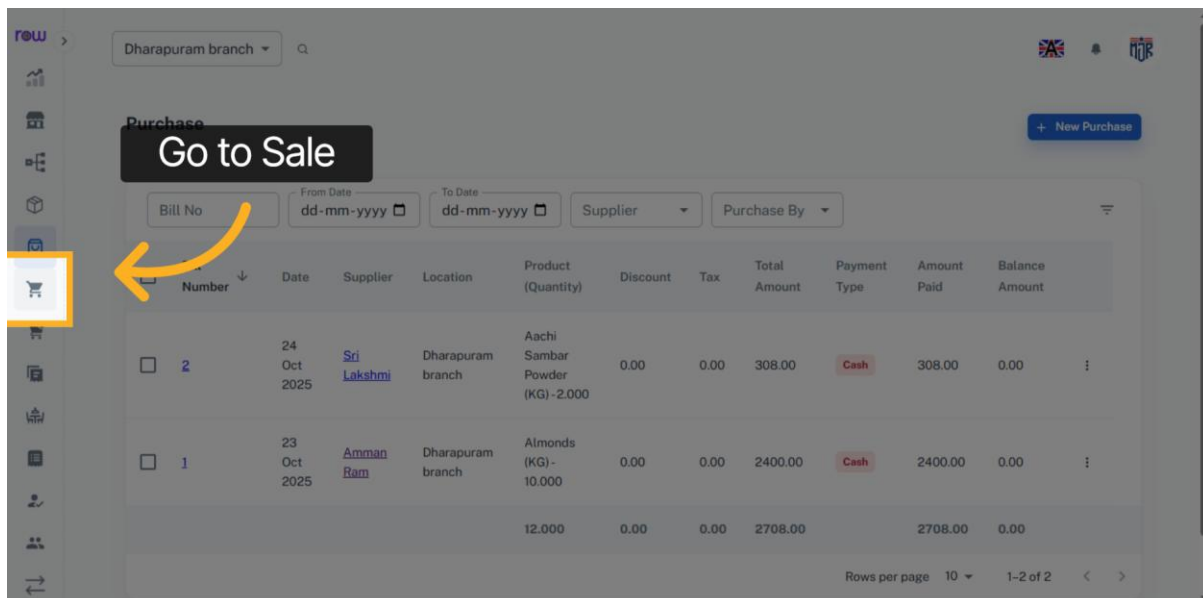 row
Dharapuram branch
A
MJR
Purchase
+ New Purchase
Go to Sale
Bill No
From Date
dd-mm-yyyy
To Date
dd-mm-yyyy
Supplier
Purchase By
Number
Date
Supplier
Location
Product
(Quantity)
Discount
Tax
Total
Amount
Payment
Type
Amount
Paid
Balance
Amount
2
24
Oct
2025
Sri
Lakshmi
Dharapuram
branch
Aachi
Sambar
Powder
(KG)-2.000
0.00
0.00
308.00
Cash
308.00
0.00
1
23
Oct
2025
Amman
Ram
Dharapuram
branch
Almonds
(KG)-
10.000
0.00
0.00
2400.00
Cash
2400.00
0.00
12.000
0.00
0.00
2708.00
2708.00
0.00
Rows per page 10
1–2 of 2